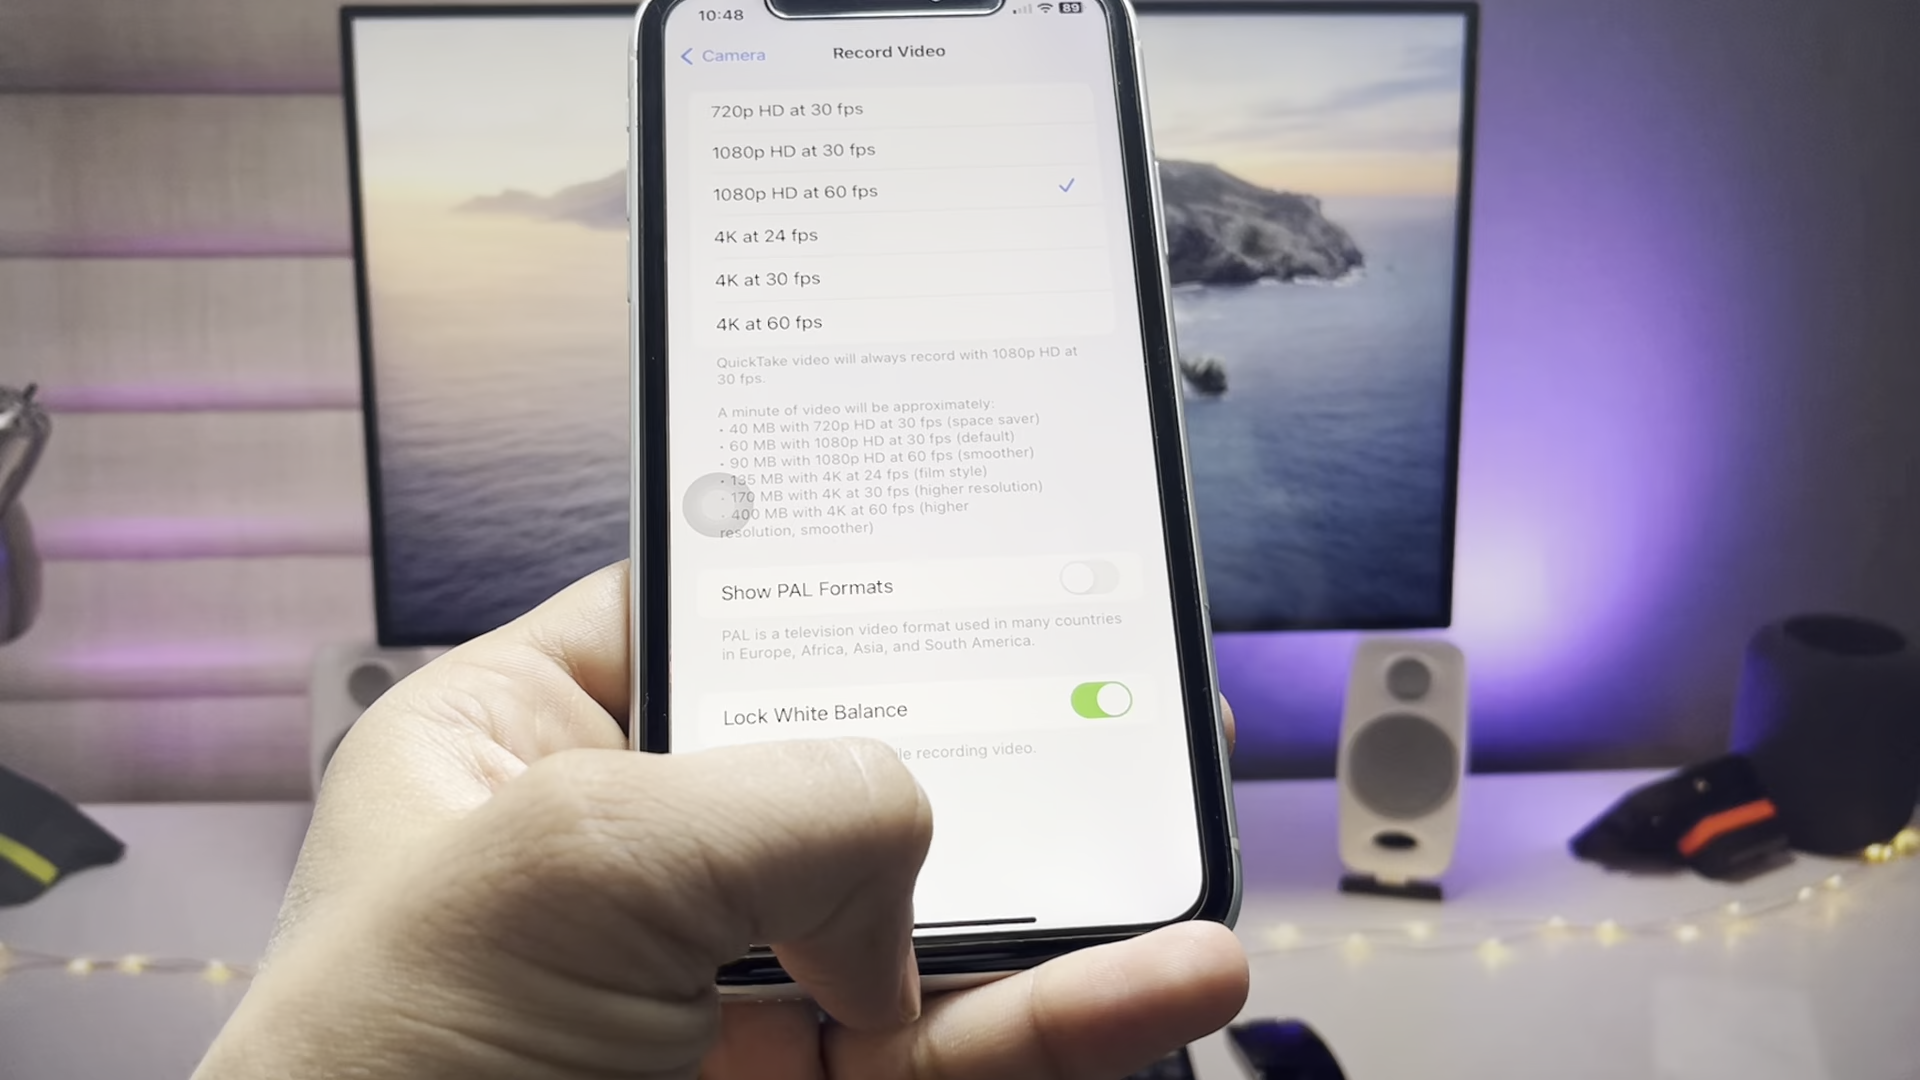 10:48
89
Camera
Record Video
720p HD at 30 fps
1080p HD at 30 fps
1080p HD at 60 fps
4K at 24 fps
4K at 30 fps
4K at 60 fps
QuickTake video will always record with 1080p HD at
30 fps.
A minute of video will be approximately:
• 40 MB with 720p HD at 30 fps (space saver)
• 60 MB with 1080p HD at 30 fps (default)
• 90 MB with 1080p HD at 60 fps (smoother)
• 135 MB with 4K at 24 fps (film style)
• 170 MB with 4K at 30 fps (higher resolution)
• 400 MB with 4K at 60 fps (higher
resolution, smoother)
Show PAL Formats
PAL is a television video format used in many countries
in Europe, Africa, Asia, and South America.
Lock White Balance
recording video.